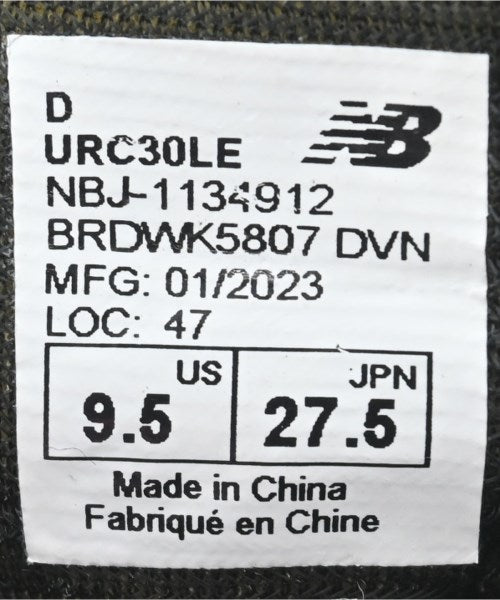 D
URC30LE
NB
NBJ-1134912
BRDWK5807 DVN
MFG: 01/2023
LOC: 47
US
9.5
JPN
27.5
Made in China
Fabriqué en Chine